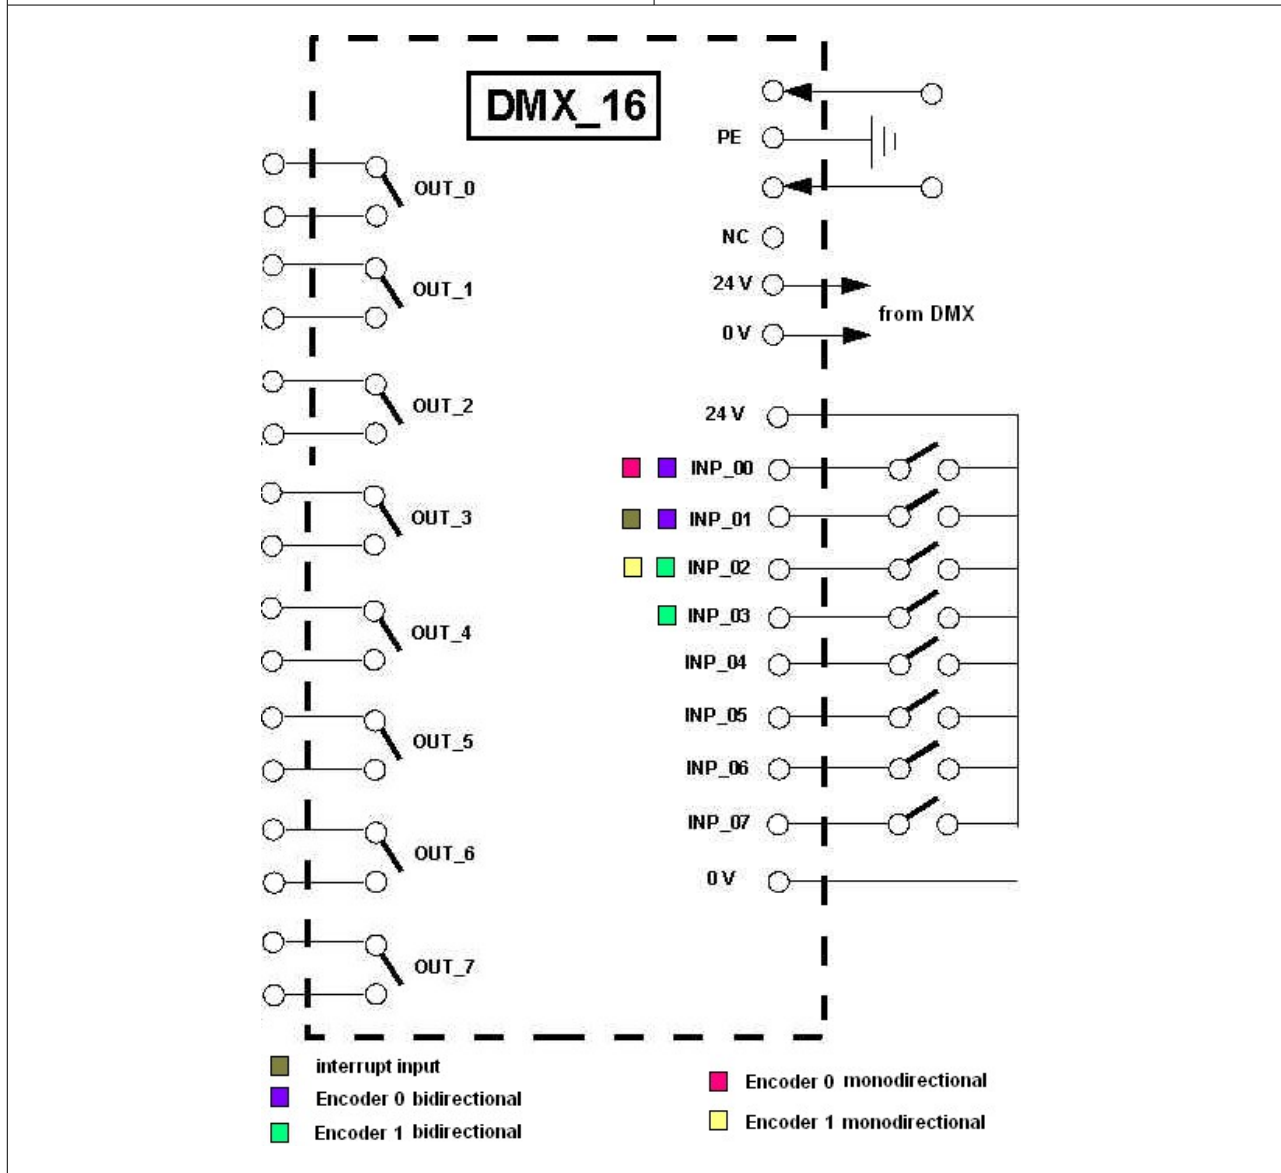 DMX_16
PE
OUT_0
NC
OUT_1
24 V
from DMX
0 V
OUT_2
24 V
INP_00
OUT_3
INP_01
INP_02
INP_03
OUT_4
INP_04
INP_05
OUT_5
INP_06
INP_07
OUT_6
0 V
OUT_7
interrupt input
Encoder 0 bidirectional
Encoder 1 bidirectional
Encoder 0 monodirectional
Encoder 1 monodirectional